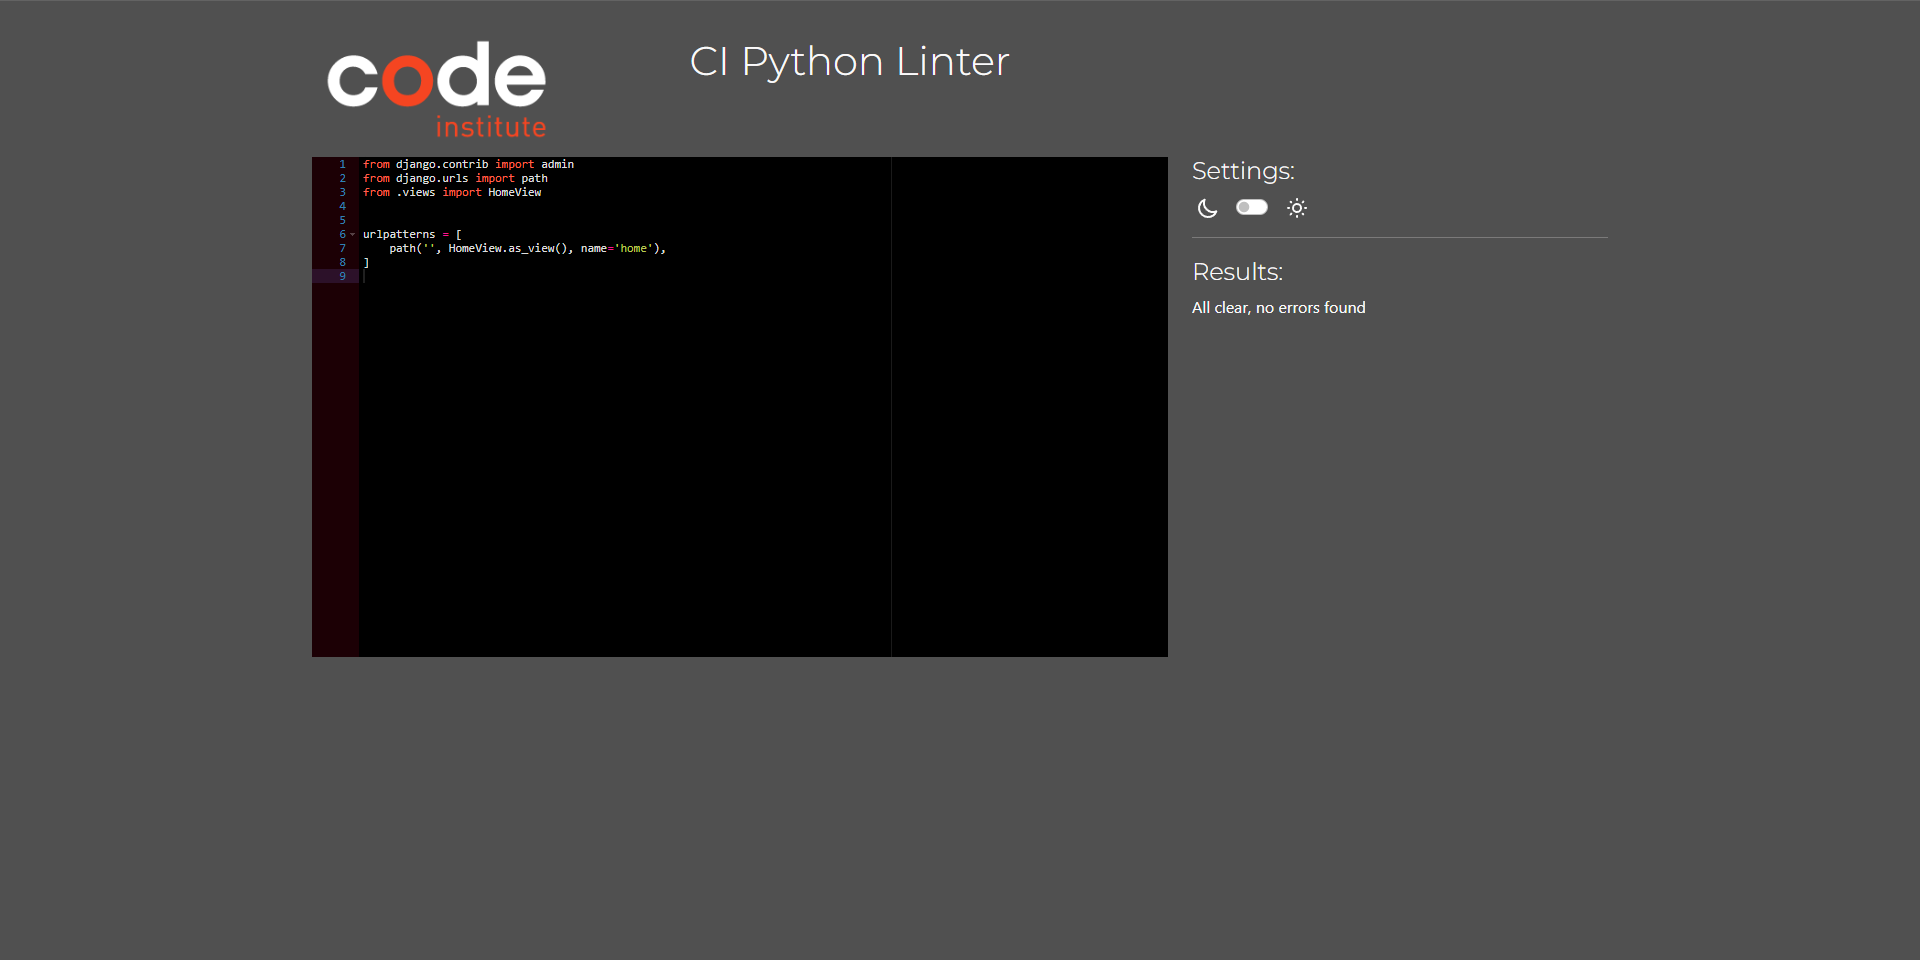 code
institute
CI Python Linter
1 from django.contrib import admin
2 from django.urls import path
3 from .views import HomeView
4
5
6 urlpatterns = [
7     path('', HomeView.as_view(), name='home'),
8 ]
9
Settings:
Results:
All clear, no errors found